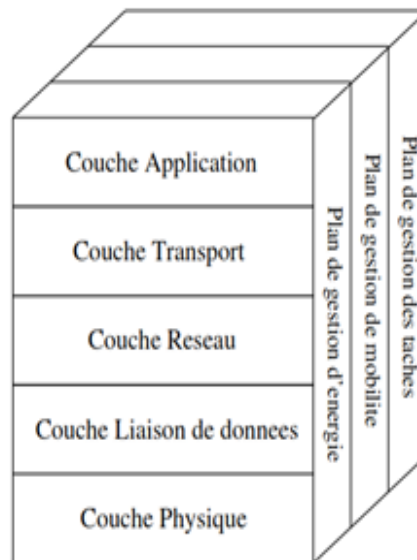 Couche Application
Couche Transport
Couche Reseau
Couche Liaison de donnees
Couche Physique
Plan de gestion d'energie
Plan de gestion de mobilite
Plan de gestion des taches